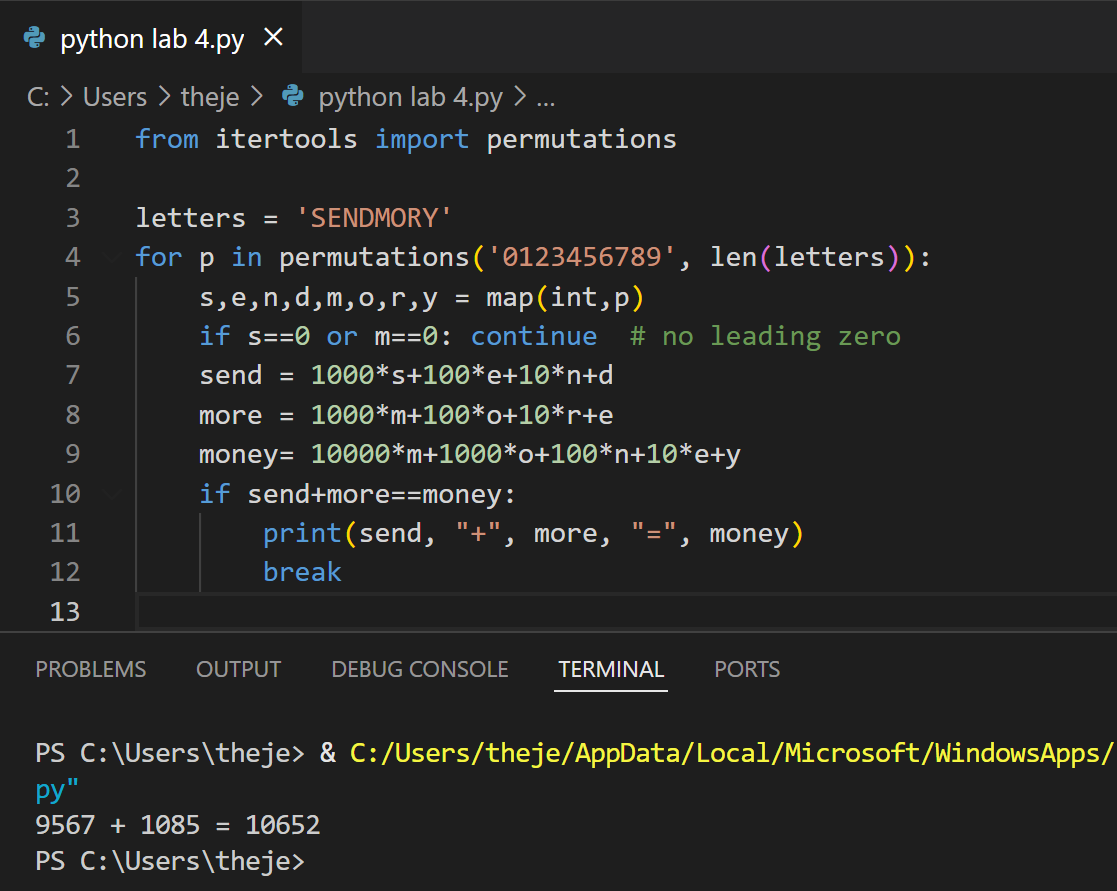 python lab 4.py ×
C: > Users > theje > python lab 4.py > ...
1 from itertools import permutations
2
3 letters = 'SENDMORY'
4 for p in permutations('0123456789', len(letters)):
5     s,e,n,d,m,o,r,y = map(int,p)
6     if s==0 or m==0: continue  # no leading zero
7     send = 1000*s+100*e+10*n+d
8     more = 1000*m+100*o+10*r+e
9     money= 10000*m+1000*o+100*n+10*e+y
10     if send+more==money:
11         print(send, "+", more, "=", money)
12         break
13
PROBLEMS OUTPUT DEBUG CONSOLE TERMINAL PORTS
PS C:\Users\theje> & C:/Users/theje/AppData/Local/Microsoft/WindowsApps/
py"
9567 + 1085 = 10652
PS C:\Users\theje>